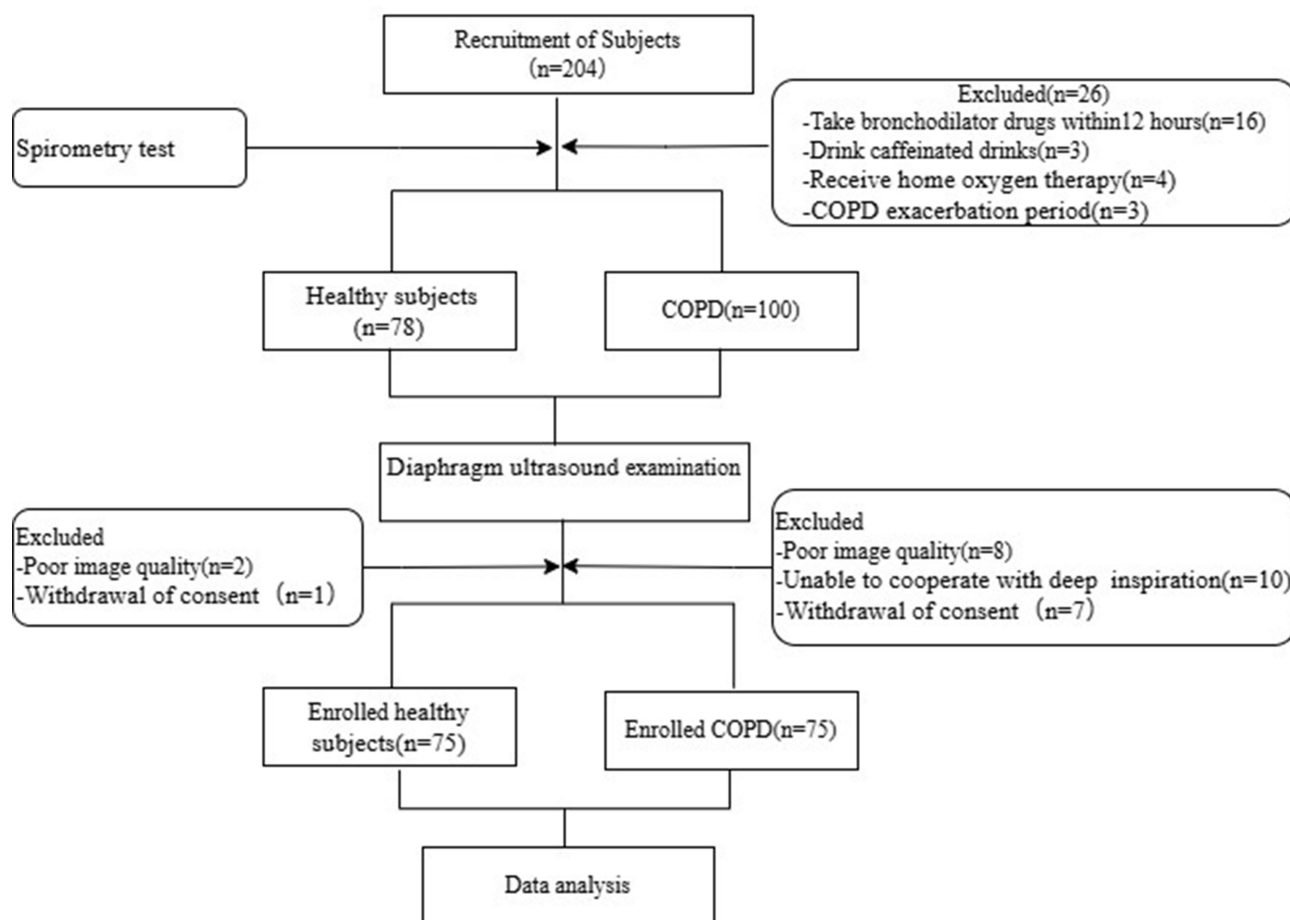 Recruitment of Subjects
(n=204)
Spirometry test
Excluded(n=26)
-Take bronchodilator drugs within12 hours(n=16)
-Drink caffeinated drinks(n=3)
-Receive home oxygen therapy(n=4)
-COPD exacerbation period(n=3)
Healthy subjects
(n=78)
COPD(n=100)
Diaphragm ultrasound examination
Excluded
-Poor image quality(n=2)
-Withdrawal of consent（n=1）
Excluded
-Poor image quality(n=8)
-Unable to cooperate with deep inspiration(n=10)
-Withdrawal of consent（n=7）
Enrolled healthy
subjects(n=75)
Enrolled COPD(n=75)
Data analysis